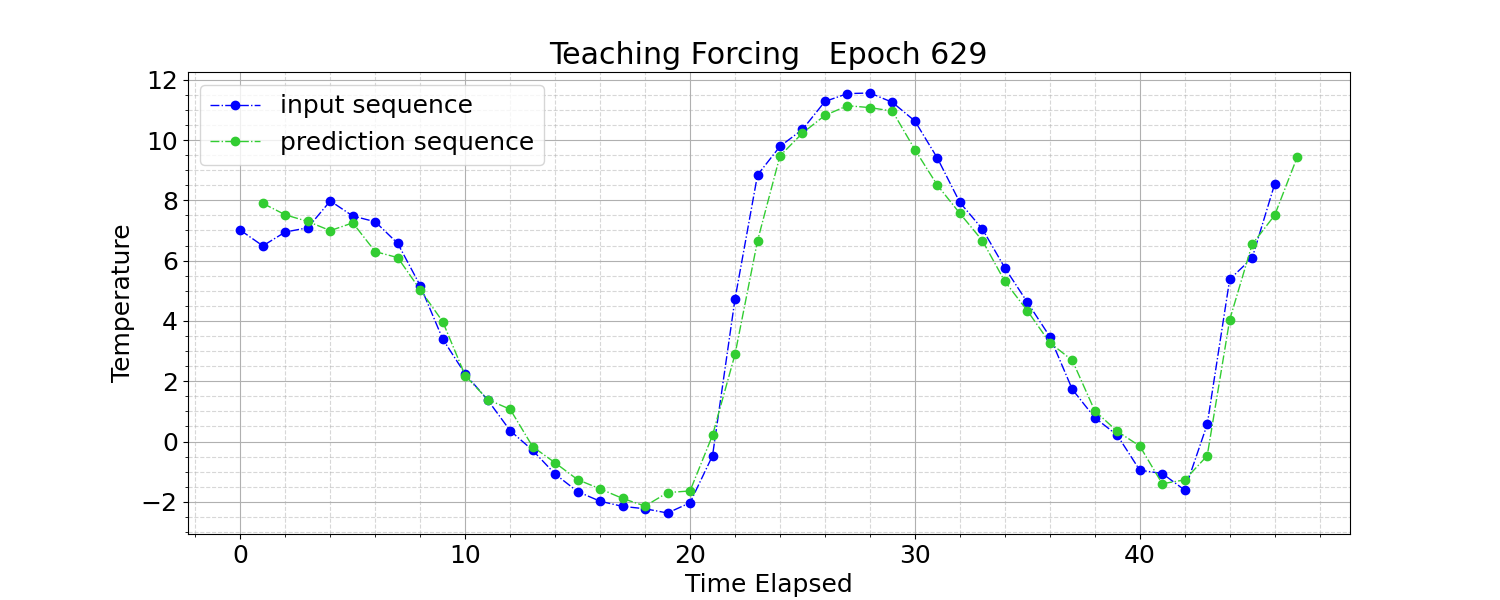 Teaching Forcing   Epoch 629
input sequence
prediction sequence
Temperature
12
10
8
6
4
2
0
−2
0 10 20 30 40
Time Elapsed